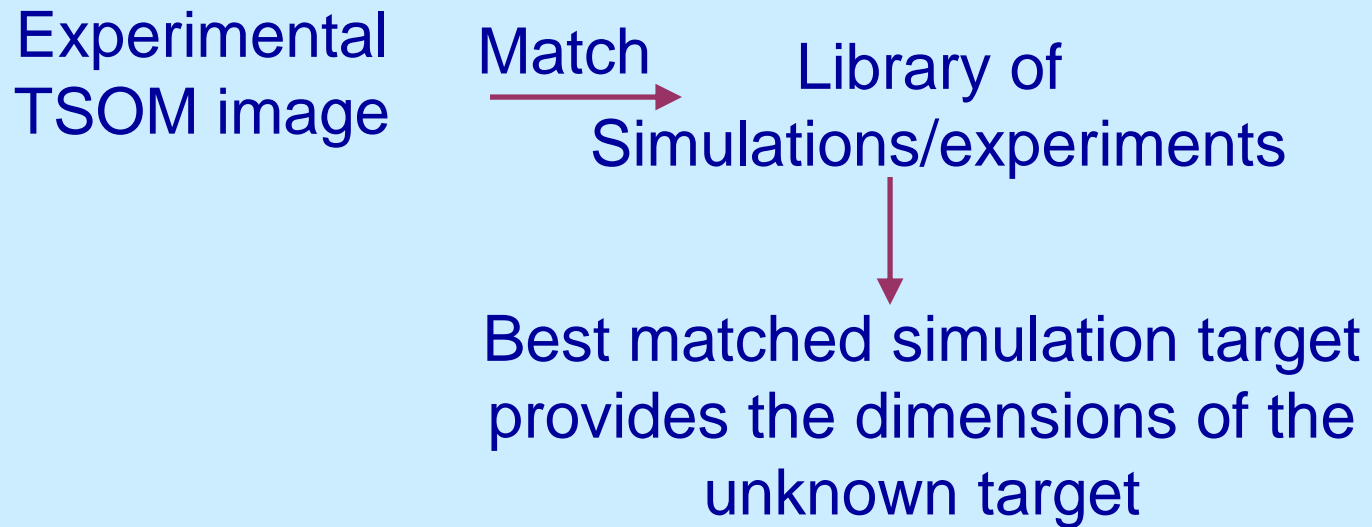 Experimental
TSOM image
Match
Library of
Simulations/experiments
Best matched simulation target
provides the dimensions of the
unknown target